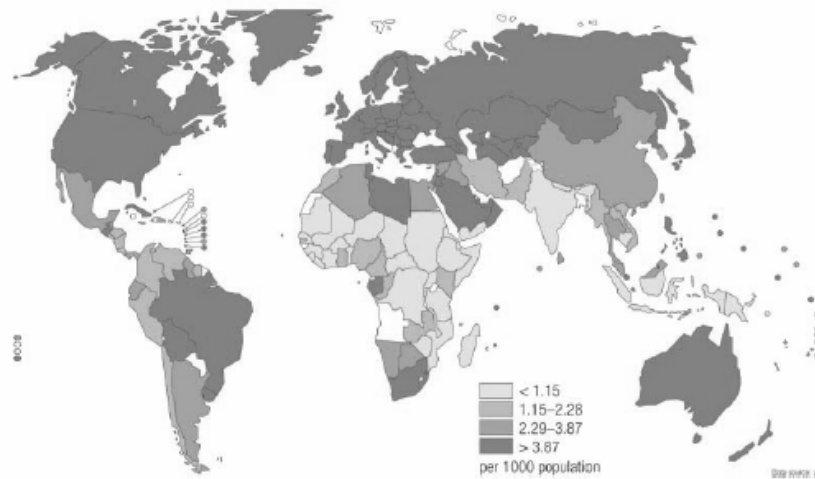 < 1.15
1.15–2.28
2.29–3.87
> 3.87
per 1000 population